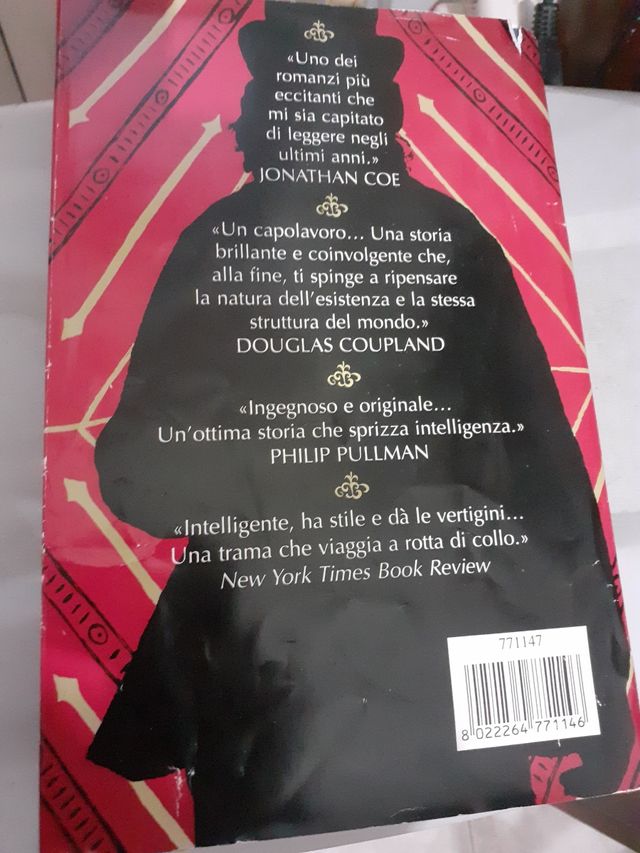 «Uno dei
romanzi più
eccitanti che
mi sia capitato
di leggere negli
ultimi anni.»
JONATHAN COE
«Un capolavoro... Una storia
brillante e coinvolgente che,
alla fine, ti spinge a ripensare
la natura dell'esistenza e la stessa
struttura del mondo.»
DOUGLAS COUPLAND
«Ingegnoso e originale...
Un'ottima storia che sprizza intelligenza.»
PHILIP PULLMAN
«Intelligente, ha stile e dà le vertigini...
Una trama che viaggia a rotta di collo.»
New York Times Book Review
771147
8 022264 771146